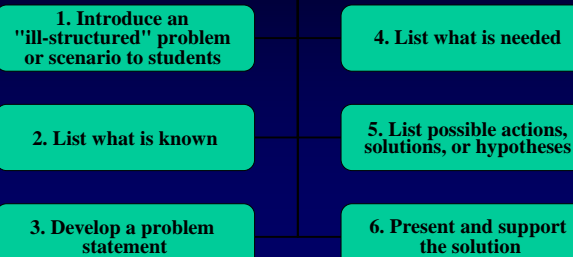 1. Introduce an
"ill-structured" problem
or scenario to students
2. List what is known
3. Develop a problem
statement
4. List what is needed
5. List possible actions,
solutions, or hypotheses
6. Present and support
the solution